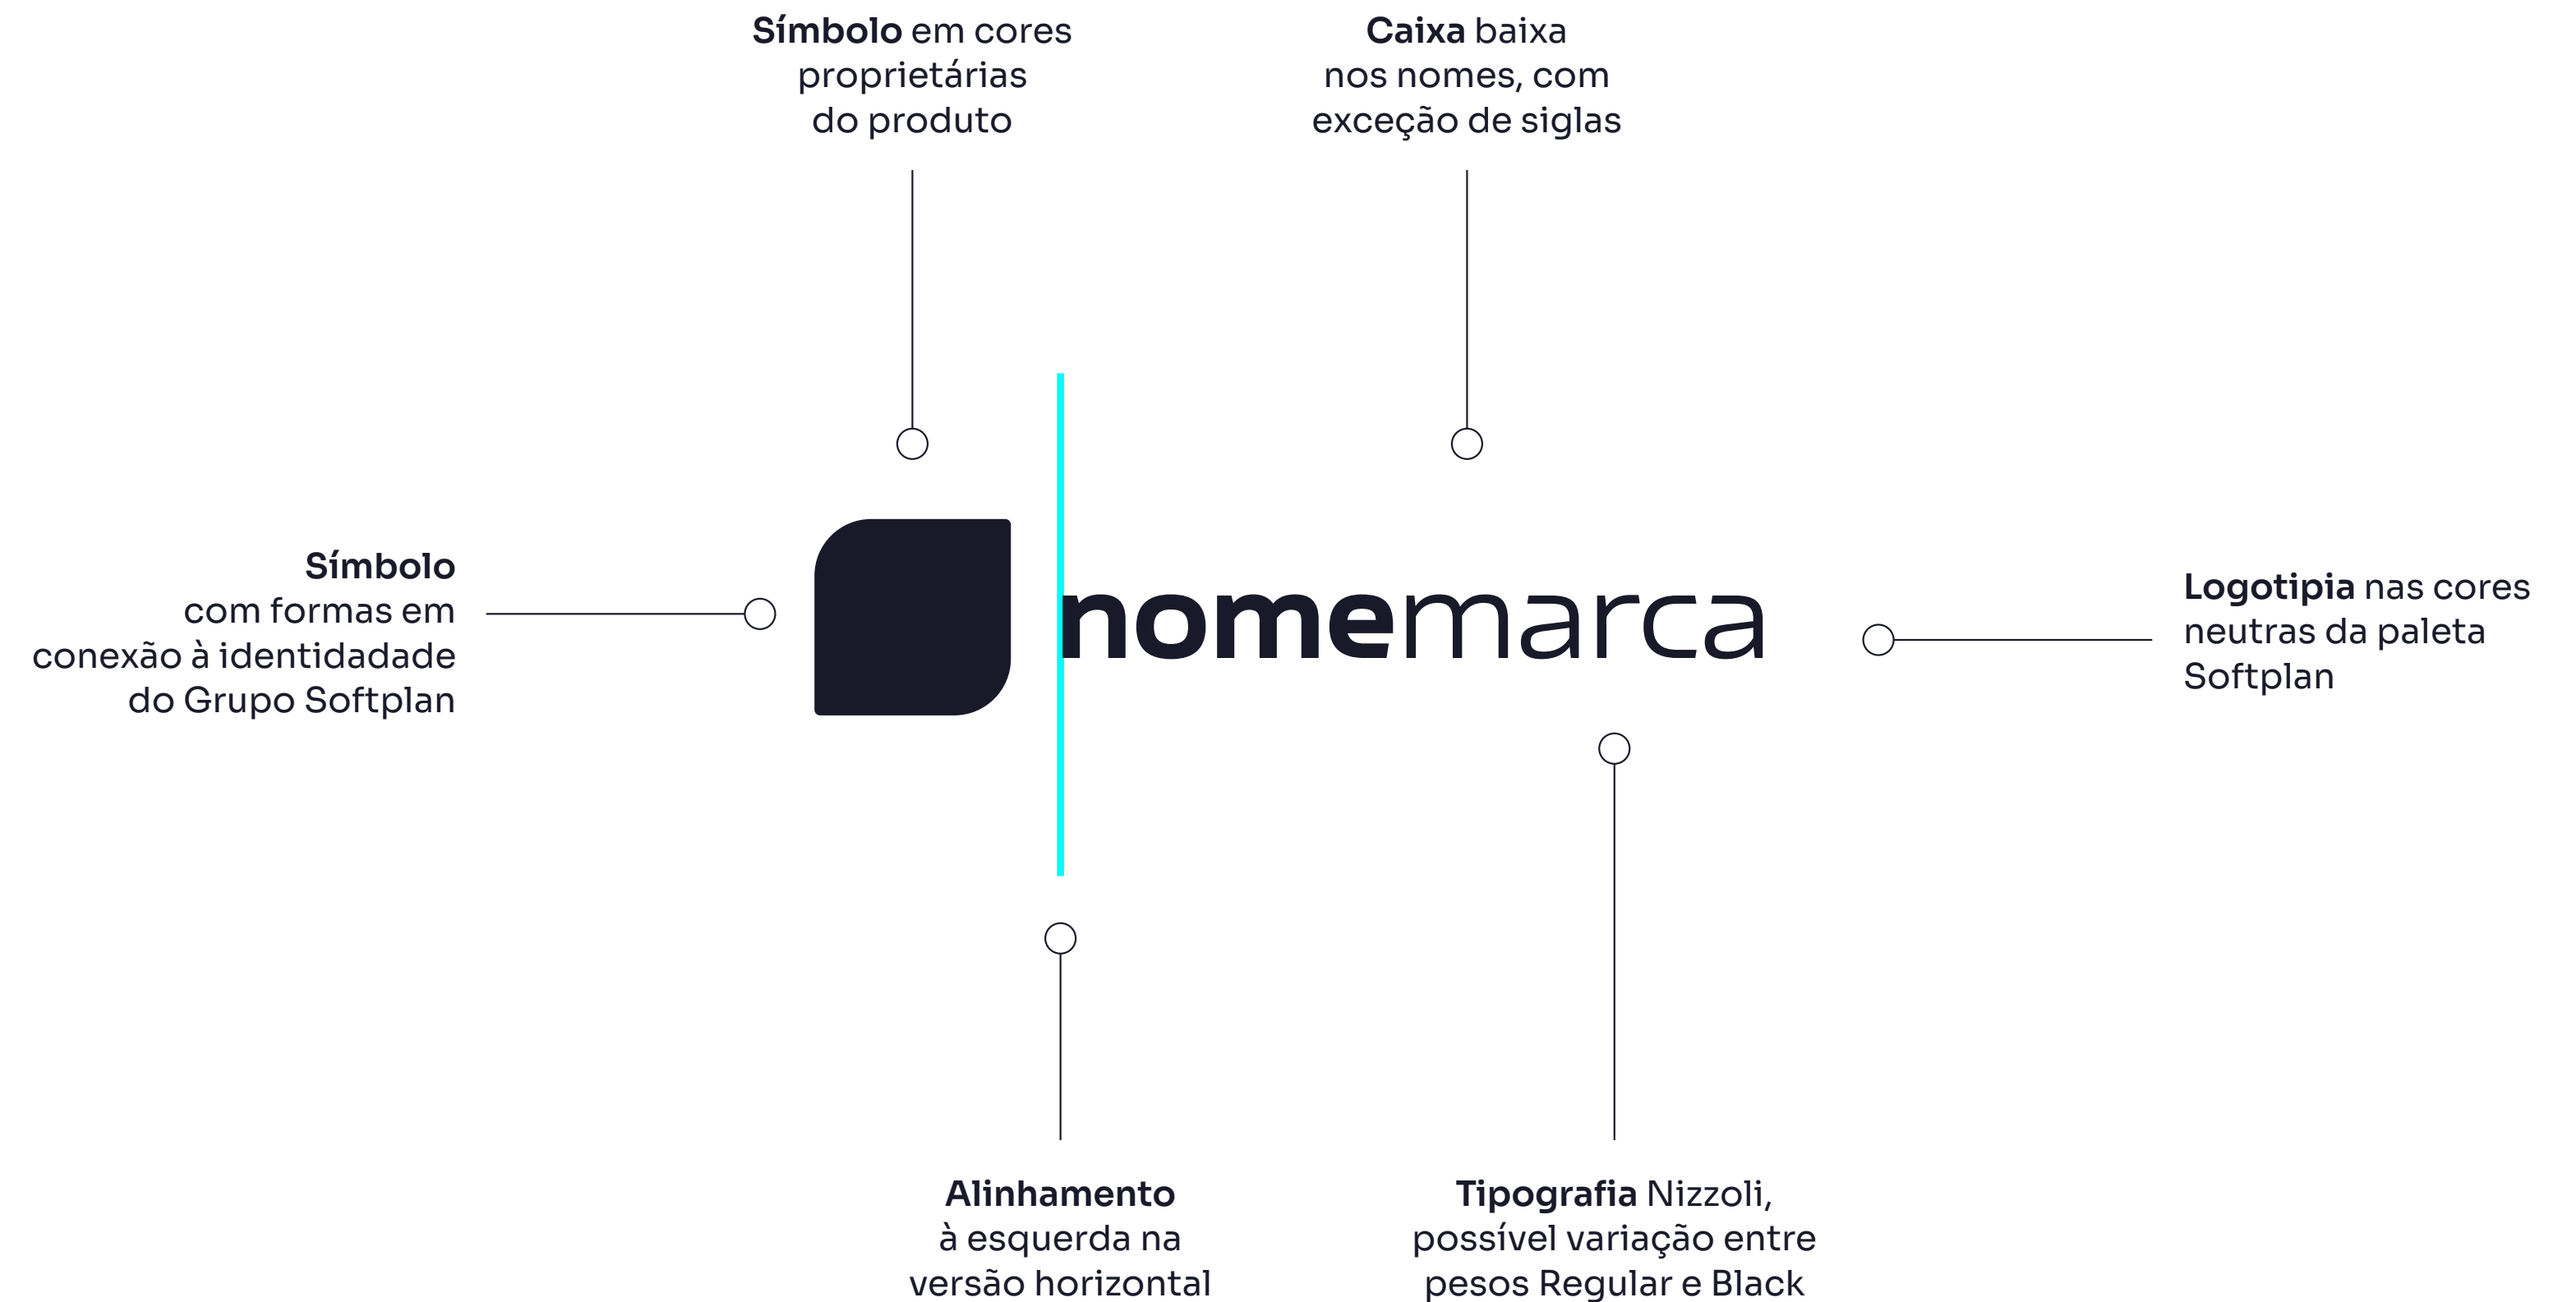 Símbolo em cores
proprietárias
do produto
Caixa baixa
nos nomes, com
exceção de siglas
Símbolo
com formas em
conexão à identidadade
do Grupo Softplan
nomemarca
Logotipia nas cores
neutras da paleta
Softplan
Alinhamento
à esquerda na
versão horizontal
Tipografia Nizzoli,
possível variação entre
pesos Regular e Black